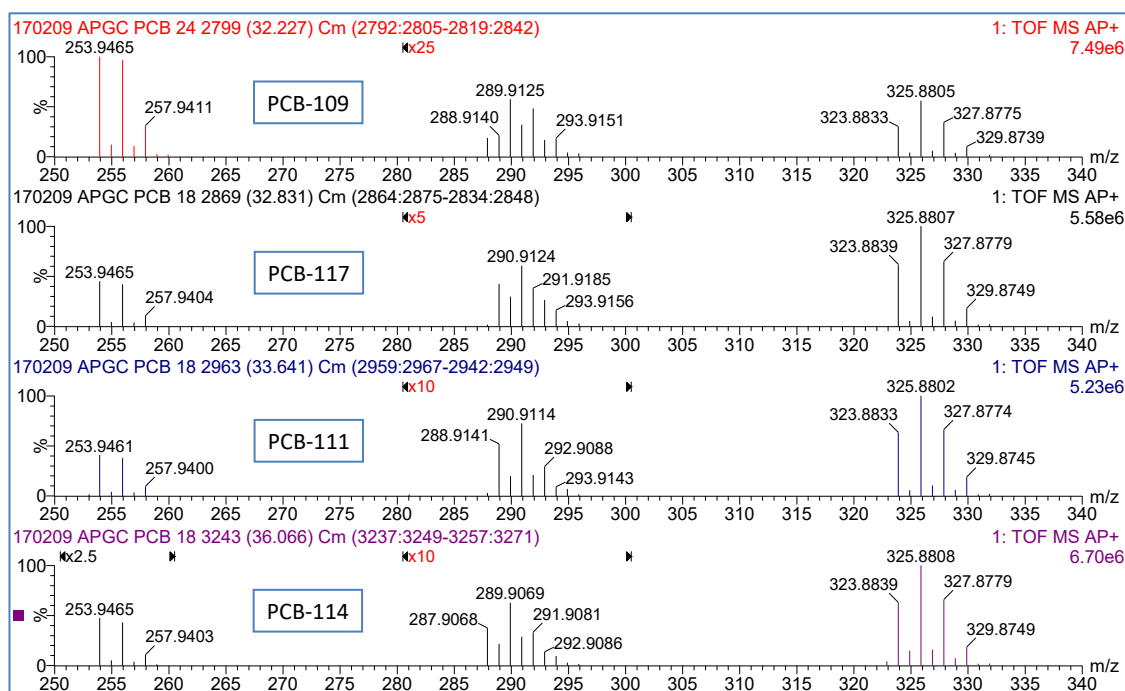 170209 APGC PCB 24 2799 (32.227) Cm (2792:2805-2819:2842)
1: TOF MS AP+
7.49e6
x25
100
%
0
253.9465
257.9411
PCB-109
288.9140
289.9125
293.9151
323.8833
325.8805
327.8775
329.8739
250 255 260 265 270 275 280 285 290 295 300 305 310 315 320 325 330 335 340 m/z
170209 APGC PCB 18 2869 (32.831) Cm (2864:2875-2834:2848)
1: TOF MS AP+
5.58e6
x5
100
%
0
253.9465
257.9404
PCB-117
290.9124
291.9185
293.9156
323.8839
325.8807
327.8779
329.8749
250 255 260 265 270 275 280 285 290 295 300 305 310 315 320 325 330 335 340 m/z
170209 APGC PCB 18 2963 (33.641) Cm (2959:2967-2942:2949)
1: TOF MS AP+
5.23e6
x10
100
%
0
253.9461
257.9400
PCB-111
288.9141
290.9114
292.9088
293.9143
323.8833
325.8802
327.8774
329.8745
250 255 260 265 270 275 280 285 290 295 300 305 310 315 320 325 330 335 340 m/z
170209 APGC PCB 18 3243 (36.066) Cm (3237:3249-3257:3271)
1: TOF MS AP+
6.70e6
x2.5
x10
100
%
0
253.9465
257.9403
PCB-114
287.9068
289.9069
291.9081
292.9086
323.8839
325.8808
327.8779
329.8749
250 255 260 265 270 275 280 285 290 295 300 305 310 315 320 325 330 335 340 m/z